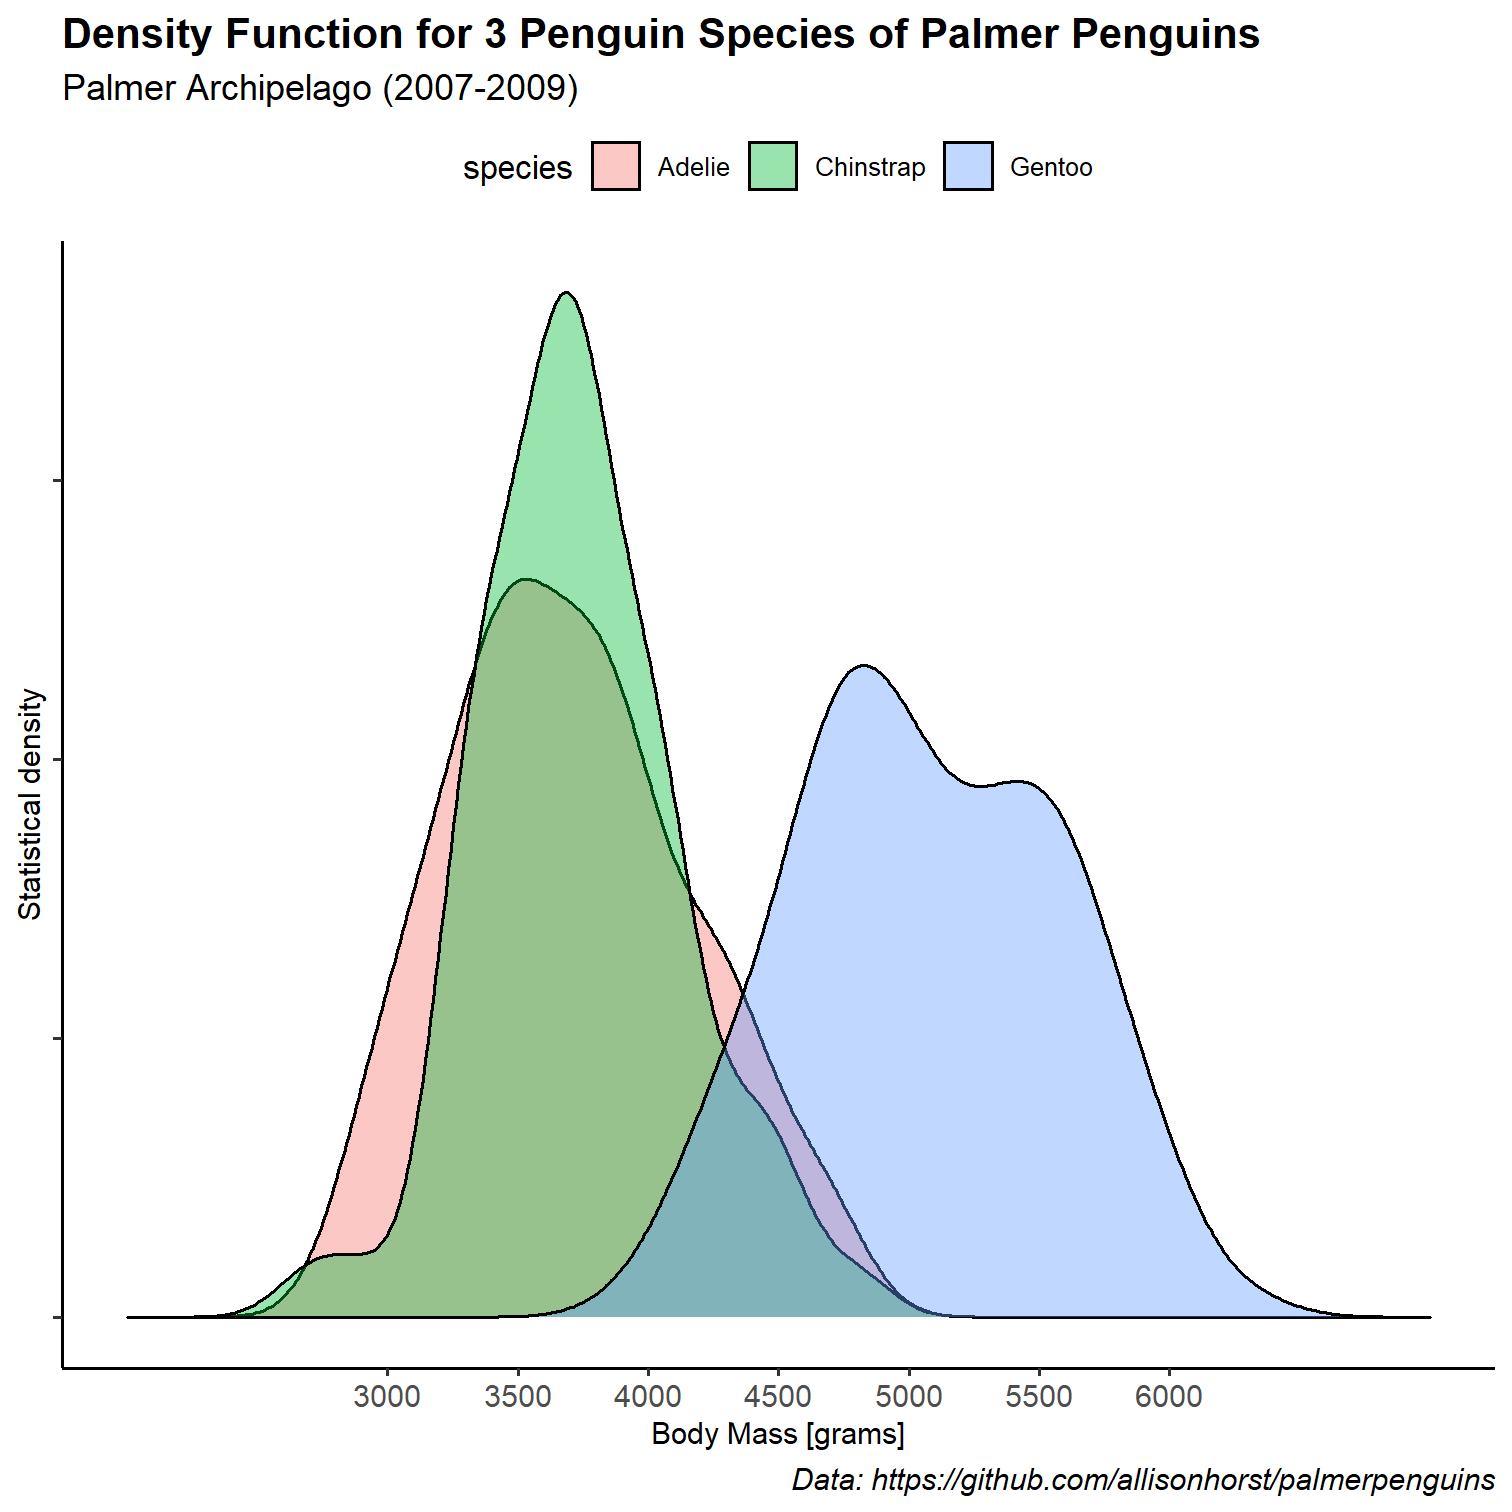 Density Function for 3 Penguin Species of Palmer Penguins
Palmer Archipelago (2007-2009)
species Adelie Chinstrap Gentoo
Statistical density
3000 3500 4000 4500 5000 5500 6000
Body Mass [grams]
Data: https://github.com/allisonhorst/palmerpenguins